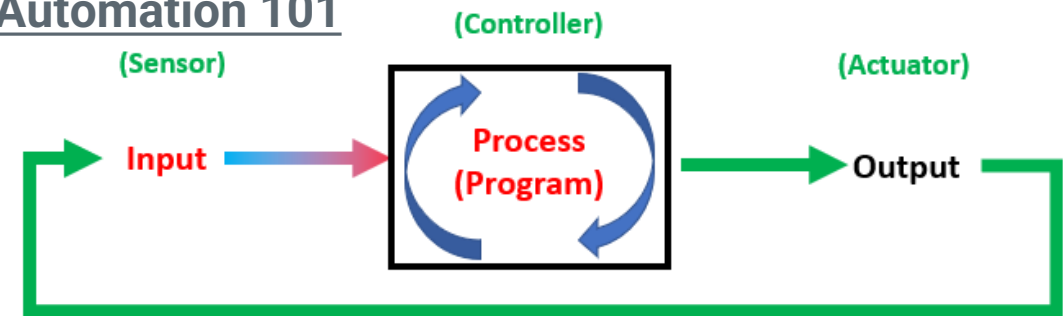 Automation 101
(Controller)
(Sensor)
(Actuator)
Input
Process
(Program)
Output